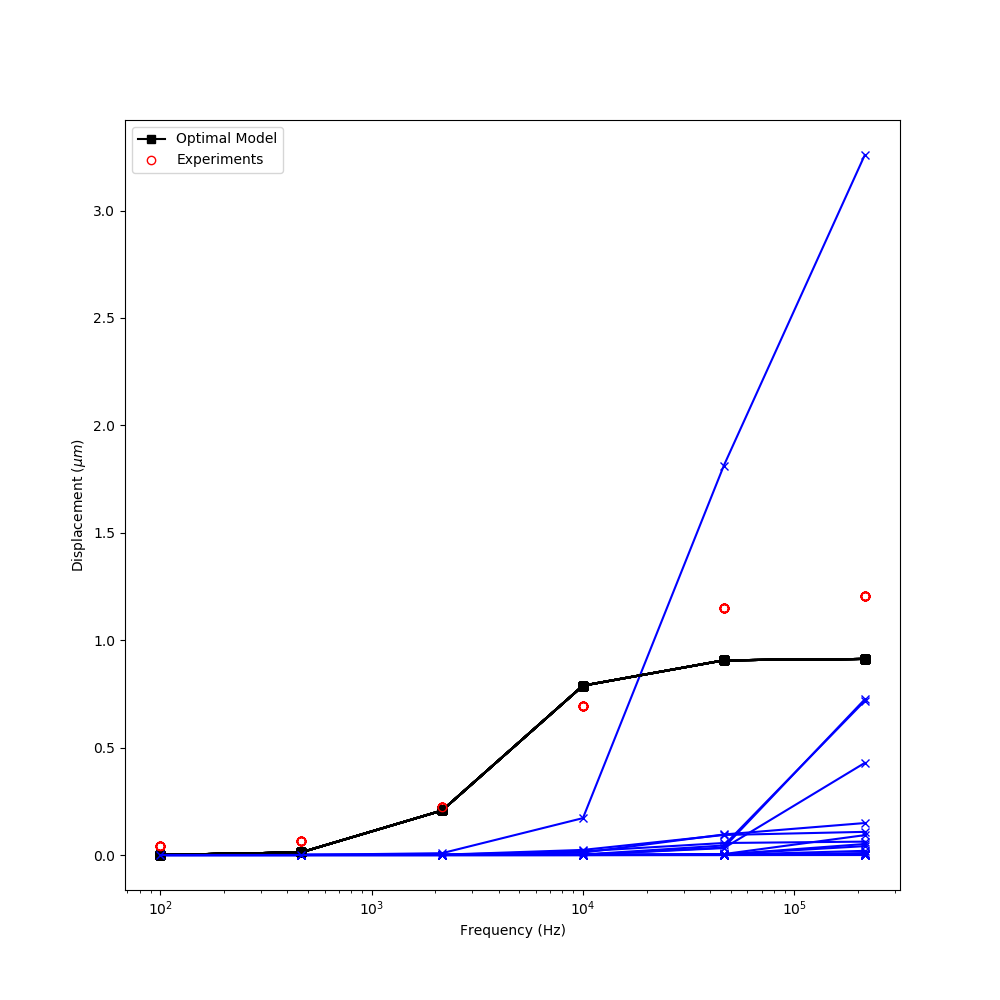 Optimal Model
Experiments
3.0
2.5
2.0
1.5
1.0
0.5
0.0
Displacement (μm)
10²
10³
10⁴
10⁵
Frequency (Hz)